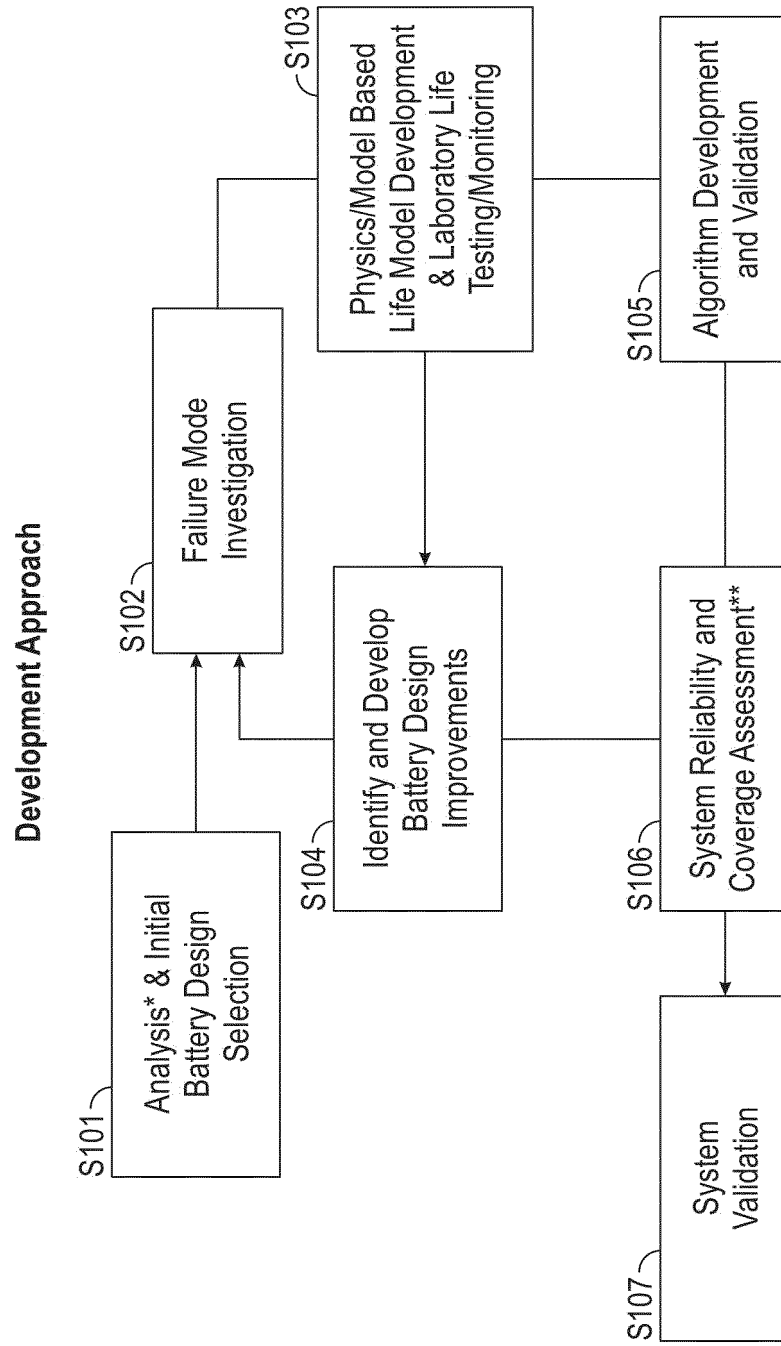 Development Approach
S101
Analysis* & Initial
Battery Design
Selection
S102
Failure Mode
Investigation
S103
Physics/Model Based
Life Model Development
& Laboratory Life
Testing/Monitoring
S104
Identify and Develop
Battery Design
Improvements
S105
Algorithm Development
and Validation
S106
System Reliability and
Coverage Assessment**
S107
System
Validation